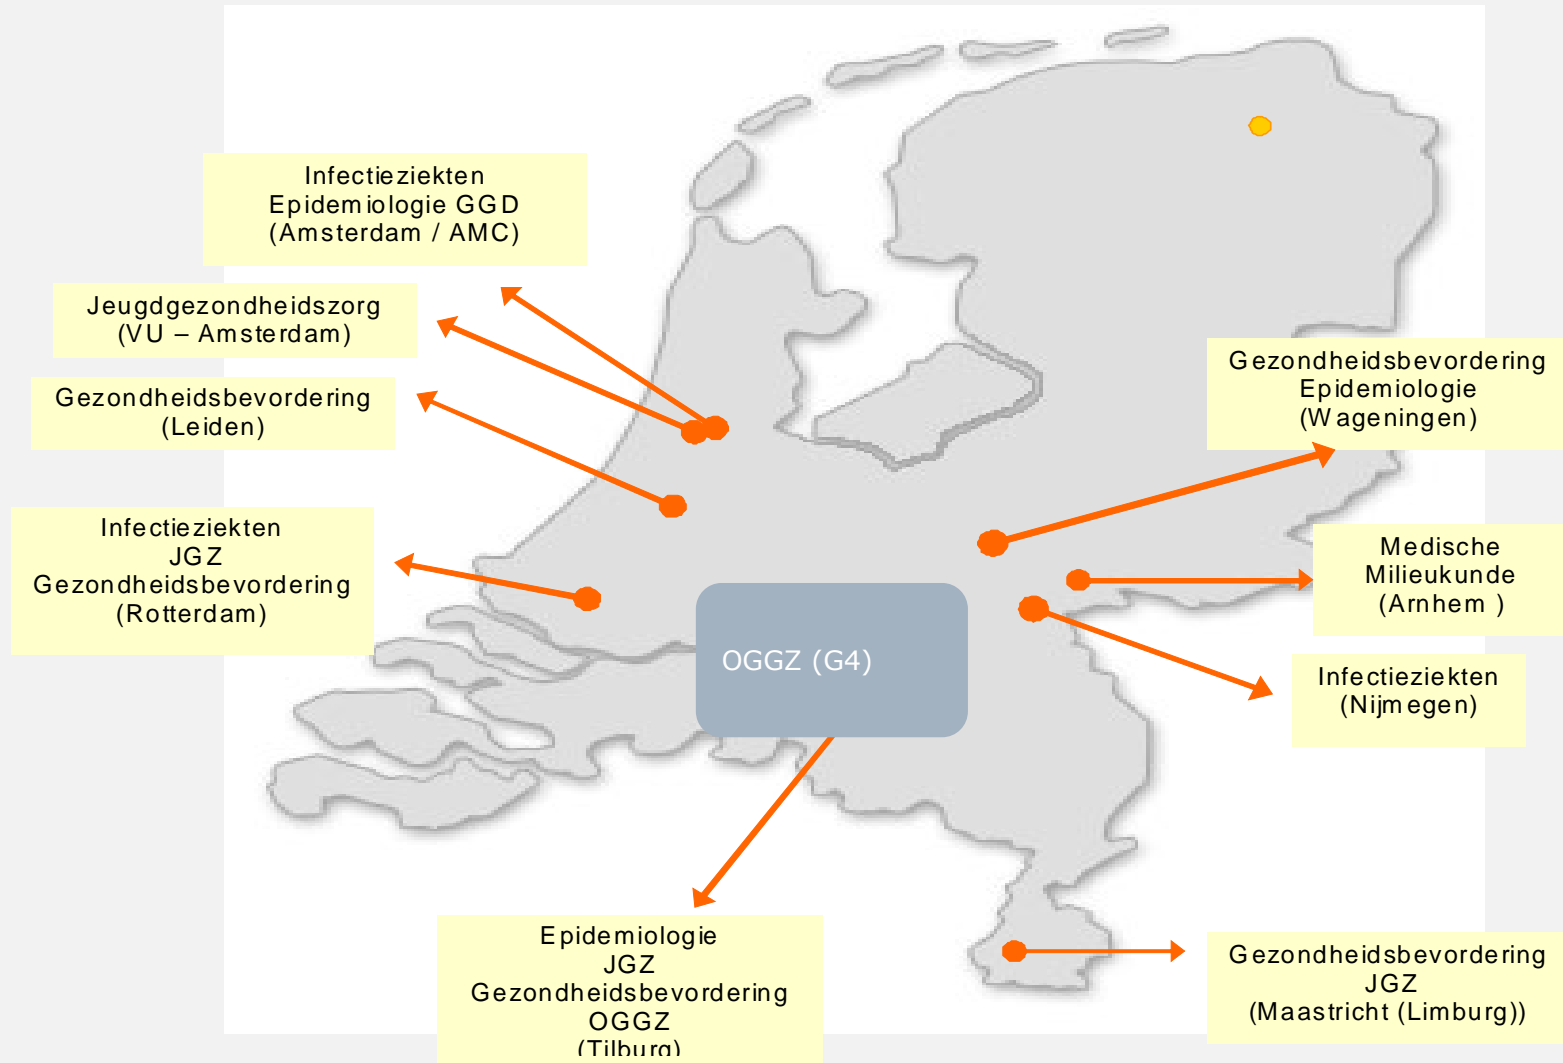 Infectieziekten
Epidemiologie GGD
(Amsterdam / AMC)
Jeugdgezondheidszorg
(VU – Amsterdam)
Gezondheidsbevordering
(Leiden)
Infectieziekten
JGZ
Gezondheidsbevordering
(Rotterdam)
Gezondheidsbevordering
Epidemiologie
(Wageningen)
Medische
Milieukunde
(Arnhem )
OGGZ (G4)
Infectieziekten
(Nijmegen)
Epidemiologie
JGZ
Gezondheidsbevordering
OGGZ
(Tilburg)
Gezondheidsbevordering
JGZ
(Maastricht (Limburg))